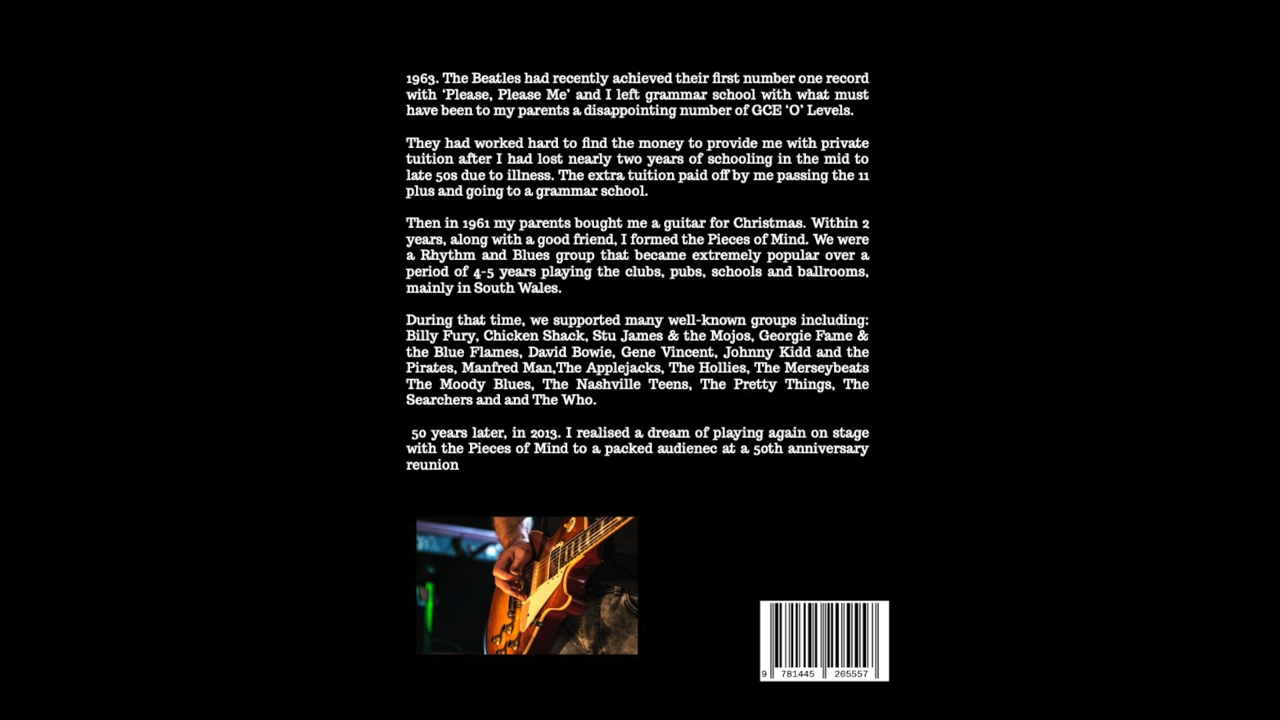 1963. The Beatles had recently achieved their first number one record
with ‘Please, Please Me’ and I left grammar school with what must
have been to my parents a disappointing number of GCE ‘O’ Levels.
They had worked hard to find the money to provide me with private
tuition after I had lost nearly two years of schooling in the mid to
late 50s due to illness. The extra tuition paid off by me passing the 11
plus and going to a grammar school.
Then in 1961 my parents bought me a guitar for Christmas. Within 2
years, along with a good friend, I formed the Pieces of Mind. We were
a Rhythm and Blues group that became extremely popular over a
period of 4-5 years playing the clubs, pubs, schools and ballrooms,
mainly in South Wales.
During that time, we supported many well-known groups including:
Billy Fury, Chicken Shack, Stu James & the Mojos, Georgie Fame &
the Blue Flames, David Bowie, Gene Vincent, Johnny Kidd and the
Pirates, Manfred Man,The Applejacks, The Hollies, The Merseybeats
The Moody Blues, The Nashville Teens, The Pretty Things, The
Searchers and and The Who.
50 years later, in 2013. I realised a dream of playing again on stage
with the Pieces of Mind to a packed audienec at a 50th anniversary
reunion
9 781445 205557